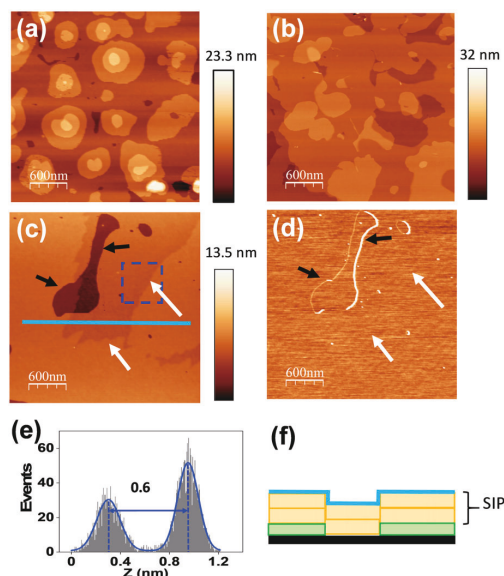 (a)
23.3 nm
600nm
(b)
32 nm
600nm
(c)
13.5 nm
600nm
(d)
600nm
(e)
Events
60
40
20
0
0.6
0
0.4
0.8
1.2
Z (nm)
(f)
SIP